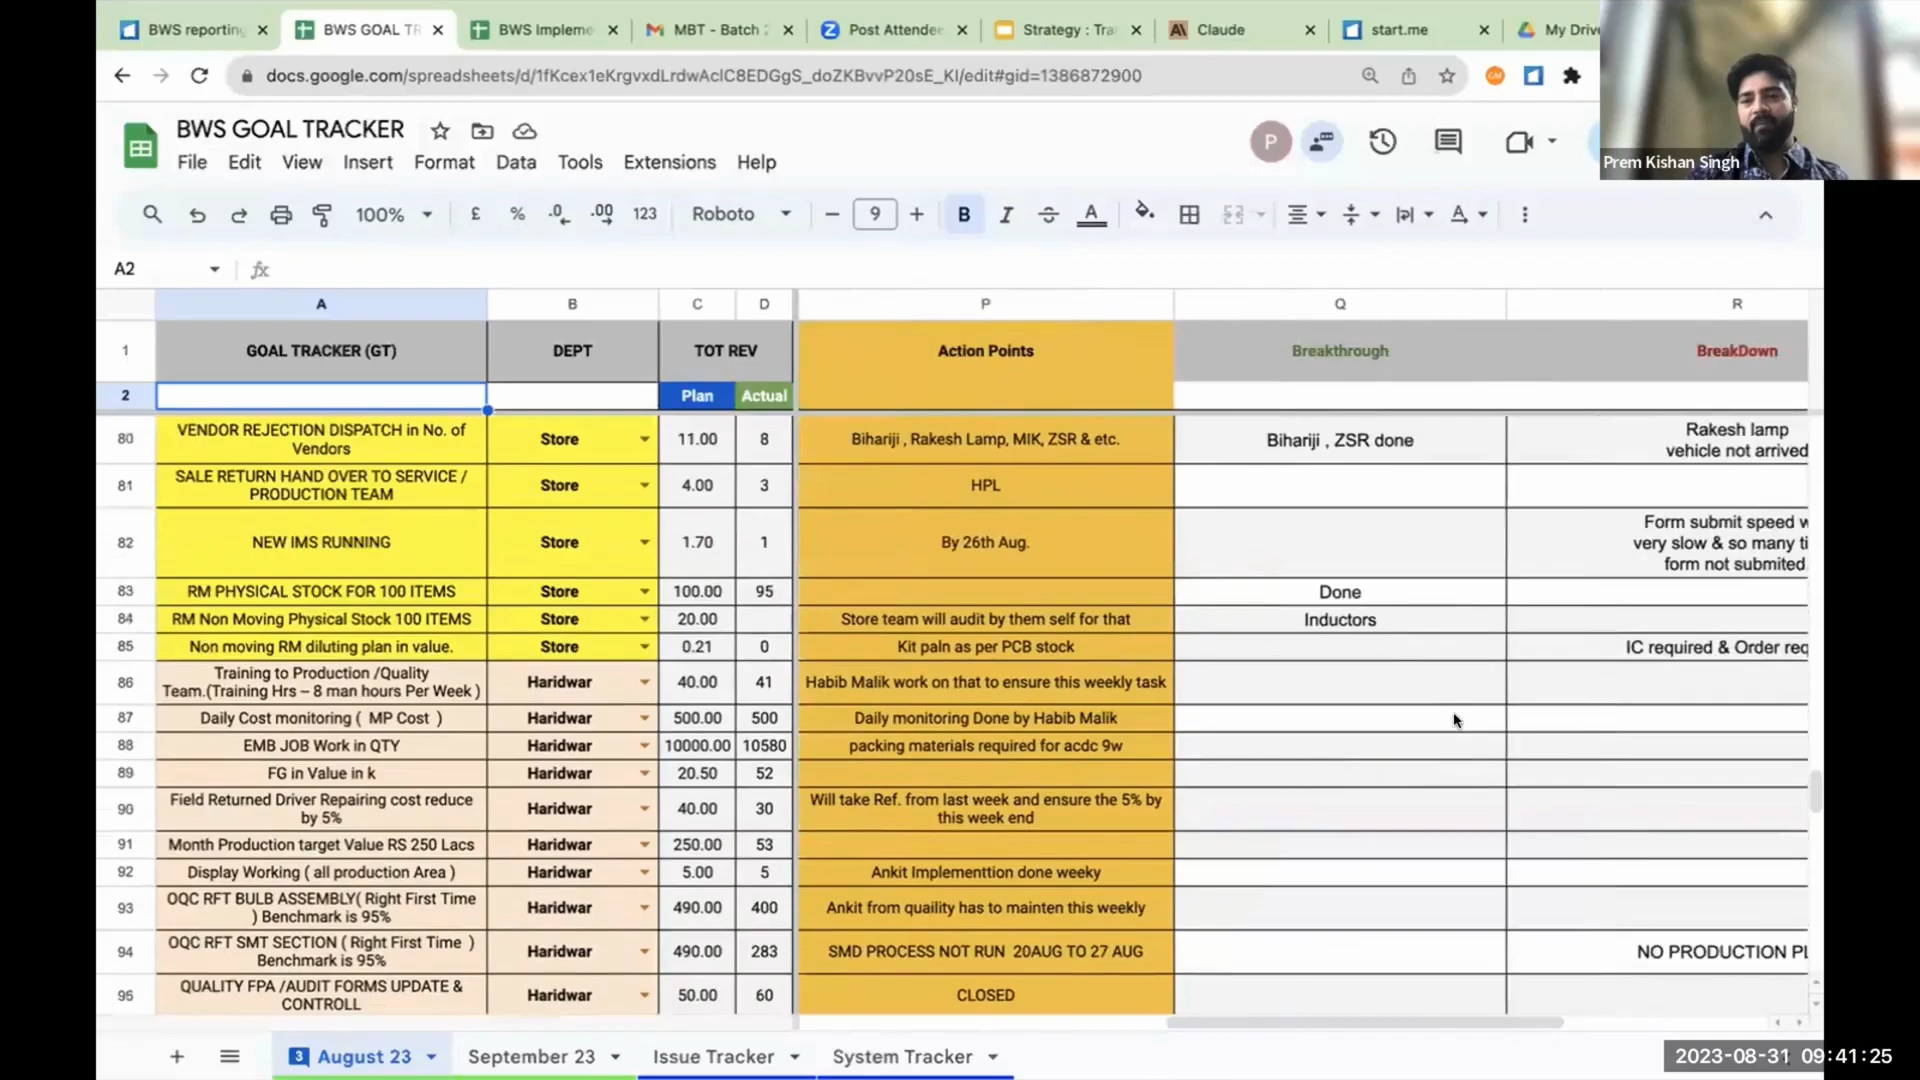 BWS reporting
BWS GOAL TR
BWS Impleme
MBT - Batch
Post Attende
Strategy : Tra
Claude
start.me
My Driv
docs.google.com/spreadsheets/d/1fKcex1eKrgvxdLrdwAclC8EDGgS_doZKBvvP20sE_KI/edit#gid=1386872900
Prem Kishan Singh
BWS GOAL TRACKER
P
File Edit View Insert Format Data Tools Extensions Help
100% £ % .0 .00 123 Roboto 9 B I A A
A2 fx
A B C D P Q R
1 GOAL TRACKER (GT) DEPT TOT REV Action Points Breakthrough BreakDown
2 Plan Actual
80 VENDOR REJECTION DISPATCH in No. of Vendors Store 11.00 8 Bihariji , Rakesh Lamp, MIK, ZSR & etc. Bihariji , ZSR done Rakesh lamp vehicle not arrived
81 SALE RETURN HAND OVER TO SERVICE / PRODUCTION TEAM Store 4.00 3 HPL
82 NEW IMS RUNNING Store 1.70 1 By 26th Aug. Form submit speed w very slow & so many ti form not submited
83 RM PHYSICAL STOCK FOR 100 ITEMS Store 100.00 95 Done
84 RM Non Moving Physical Stock 100 ITEMS Store 20.00 Store team will audit by them self for that Inductors
85 Non moving RM diluting plan in value. Store 0.21 0 Kit paln as per PCB stock IC required & Order req
86 Training to Production /Quality Team.(Training Hrs – 8 man hours Per Week ) Haridwar 40.00 41 Habib Malik work on that to ensure this weekly task
87 Daily Cost monitoring ( MP Cost ) Haridwar 500.00 500 Daily monitoring Done by Habib Malik
88 EMB JOB Work in QTY Haridwar 10000.00 10580 packing materials required for acdc 9w
89 FG in Value in k Haridwar 20.50 52
90 Field Returned Driver Repairing cost reduce by 5% Haridwar 40.00 30 Will take Ref. from last week and ensure the 5% by this week end
91 Month Production target Value RS 250 Lacs Haridwar 250.00 53
92 Display Working ( all production Area ) Haridwar 5.00 5 Ankit Implementtion done weeky
93 OQC RFT BULB ASSEMBLY( Right First Time ) Benchmark is 95% Haridwar 490.00 400 Ankit from quaility has to mainten this weekly
94 OQC RFT SMT SECTION ( Right First Time ) Benchmark is 95% Haridwar 490.00 283 SMD PROCESS NOT RUN 20AUG TO 27 AUG NO PRODUCTION PL
95 QUALITY FPA /AUDIT FORMS UPDATE & CONTROLL Haridwar 50.00 60 CLOSED
3 August 23 September 23 Issue Tracker System Tracker
2023-08-31 09:41:25